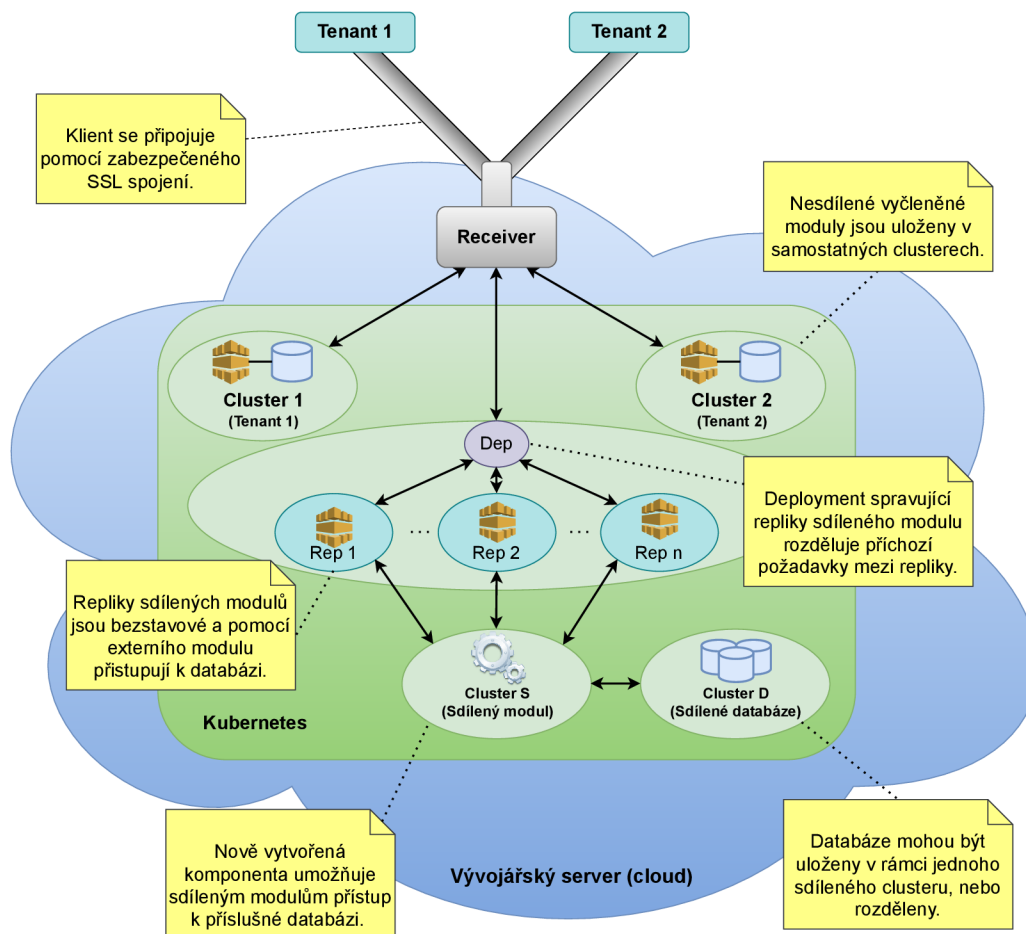 Tenant 1
Tenant 2
Klient se připojuje
pomocí zabezpečeného
SSL spojení.
Nesdílené vyčleněné
moduly jsou uloženy v
samostatných clusterech.
Receiver
Cluster 1
(Tenant 1)
Cluster 2
(Tenant 2)
Dep
Deployment spravující
repliky sdíleného modulu
rozděluje příchozí
požadavky mezi repliky.
Rep 1
Rep 2
Rep n
Repliky sdílených modulů
jsou bezstavové a pomocí
externího modulu
přistupují k databázi.
Cluster S
(Sdílený modul)
Cluster D
(Sdílené databáze)
Kubernetes
Nově vytvořená
komponenta umožňuje
sdíleným modulům přístup
k příslušné databázi.
Vývojářský server (cloud)
Databáze mohou být
uloženy v rámci jednoho
sdíleného clusteru, nebo
rozděleny.